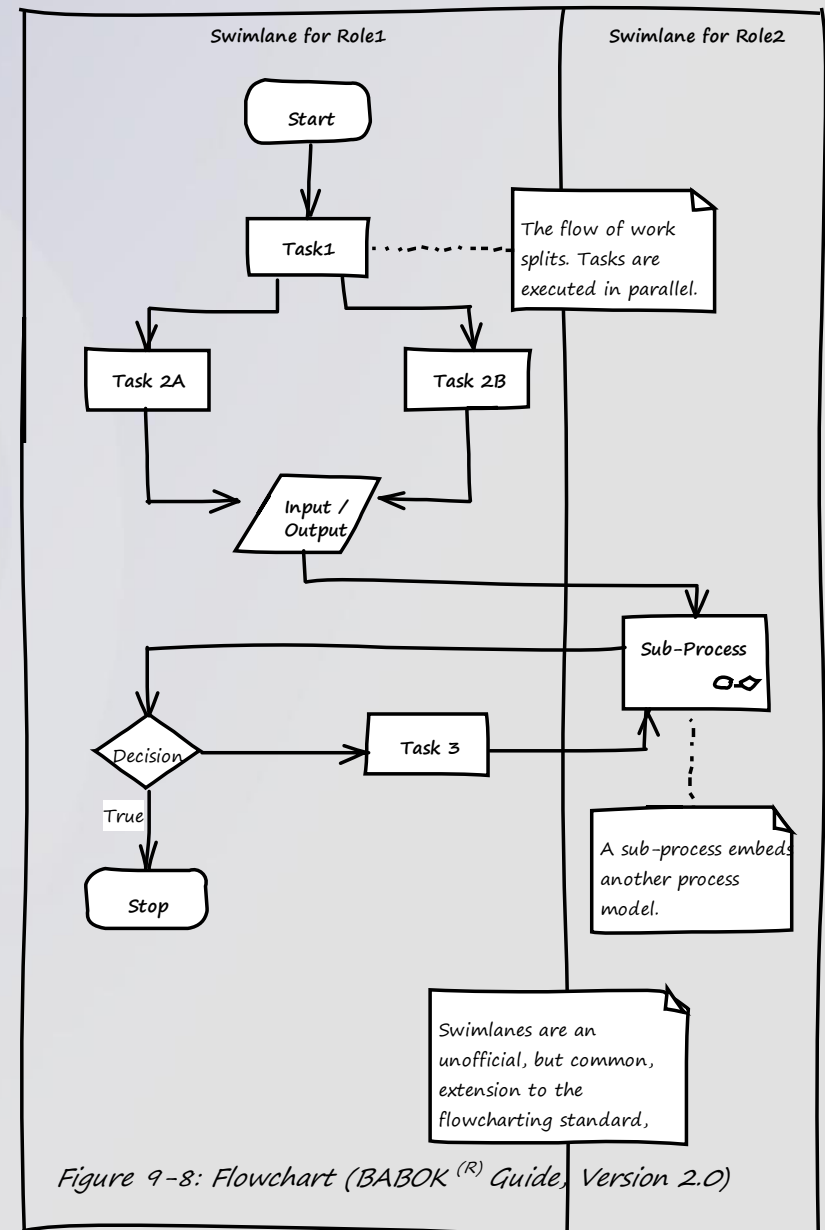 Swimlane for Role1
Swimlane for Role2
Start
Task1
The flow of work
splits. Tasks are
executed in parallel.
Task 2A
Task 2B
Input /
Output
Sub-Process
Decision
Task 3
True
A sub-process embeds
another process
model.
Stop
Swimlanes are an
unofficial, but common,
extension to the
flowcharting standard,
Figure 9-8: Flowchart (BABOK (R) Guide, Version 2.0)